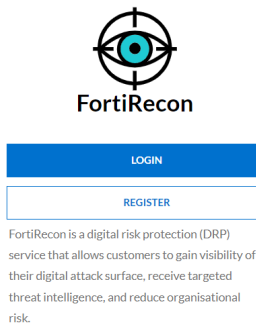 FortiRecon
LOGIN
REGISTER
FortiRecon is a digital risk protection (DRP)
service that allows customers to gain visibility of
their digital attack surface, receive targeted
threat intelligence, and reduce organisational
risk.